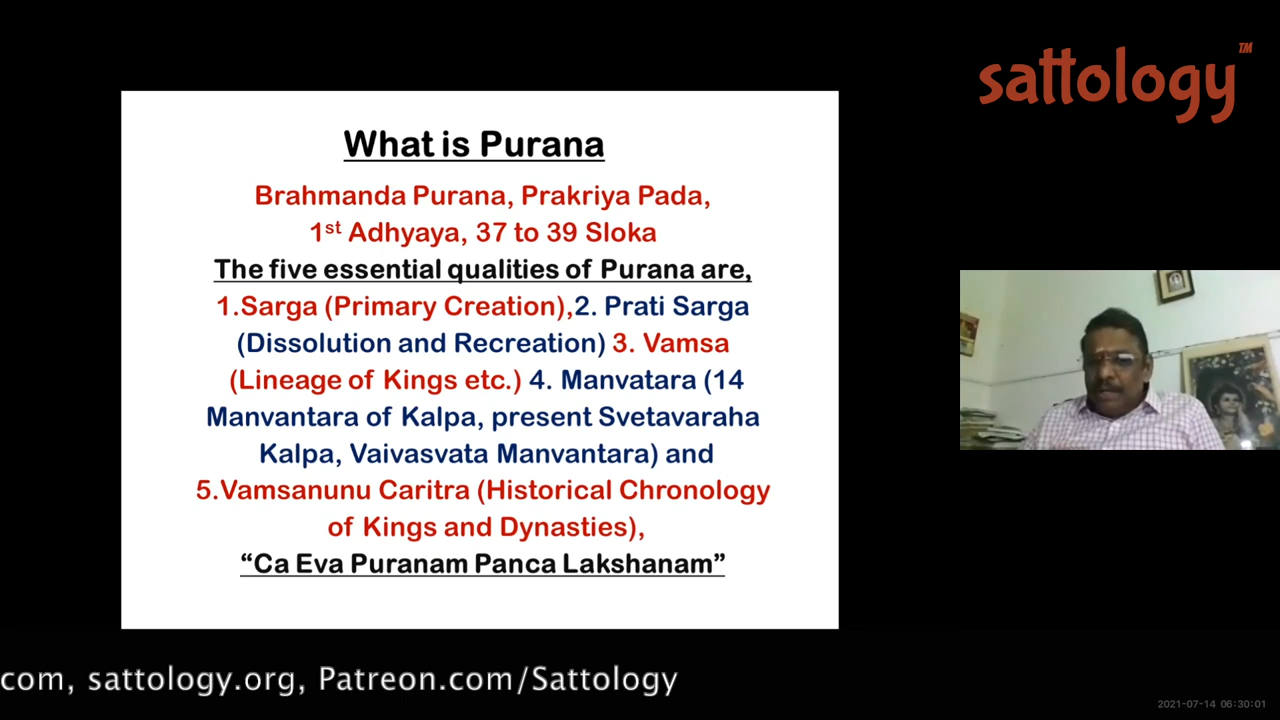 sattology™
What is Purana
Brahmanda Purana, Prakriya Pada,
1st Adhyaya, 37 to 39 Sloka
The five essential qualities of Purana are,
1.Sarga (Primary Creation),2. Prati Sarga
(Dissolution and Recreation) 3. Vamsa
(Lineage of Kings etc.) 4. Manvatara (14
Manvantara of Kalpa, present Svetavaraha
Kalpa, Vaivasvata Manvantara) and
5.Vamsanunu Caritra (Historical Chronology
of Kings and Dynasties),
“Ca Eva Puranam Panca Lakshanam”
com, sattology.org, Patreon.com/Sattology
2021-07-14 06:30:01